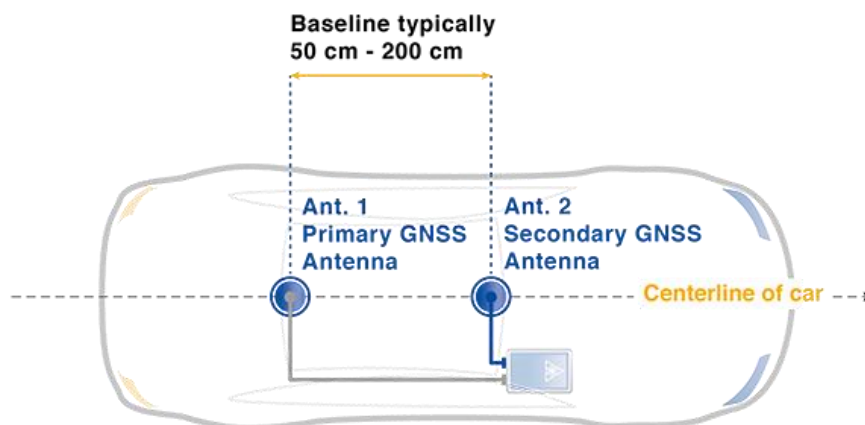 Baseline typically
50 cm - 200 cm
Ant. 1
Primary GNSS
Antenna
Ant. 2
Secondary GNSS
Antenna
Centerline of car